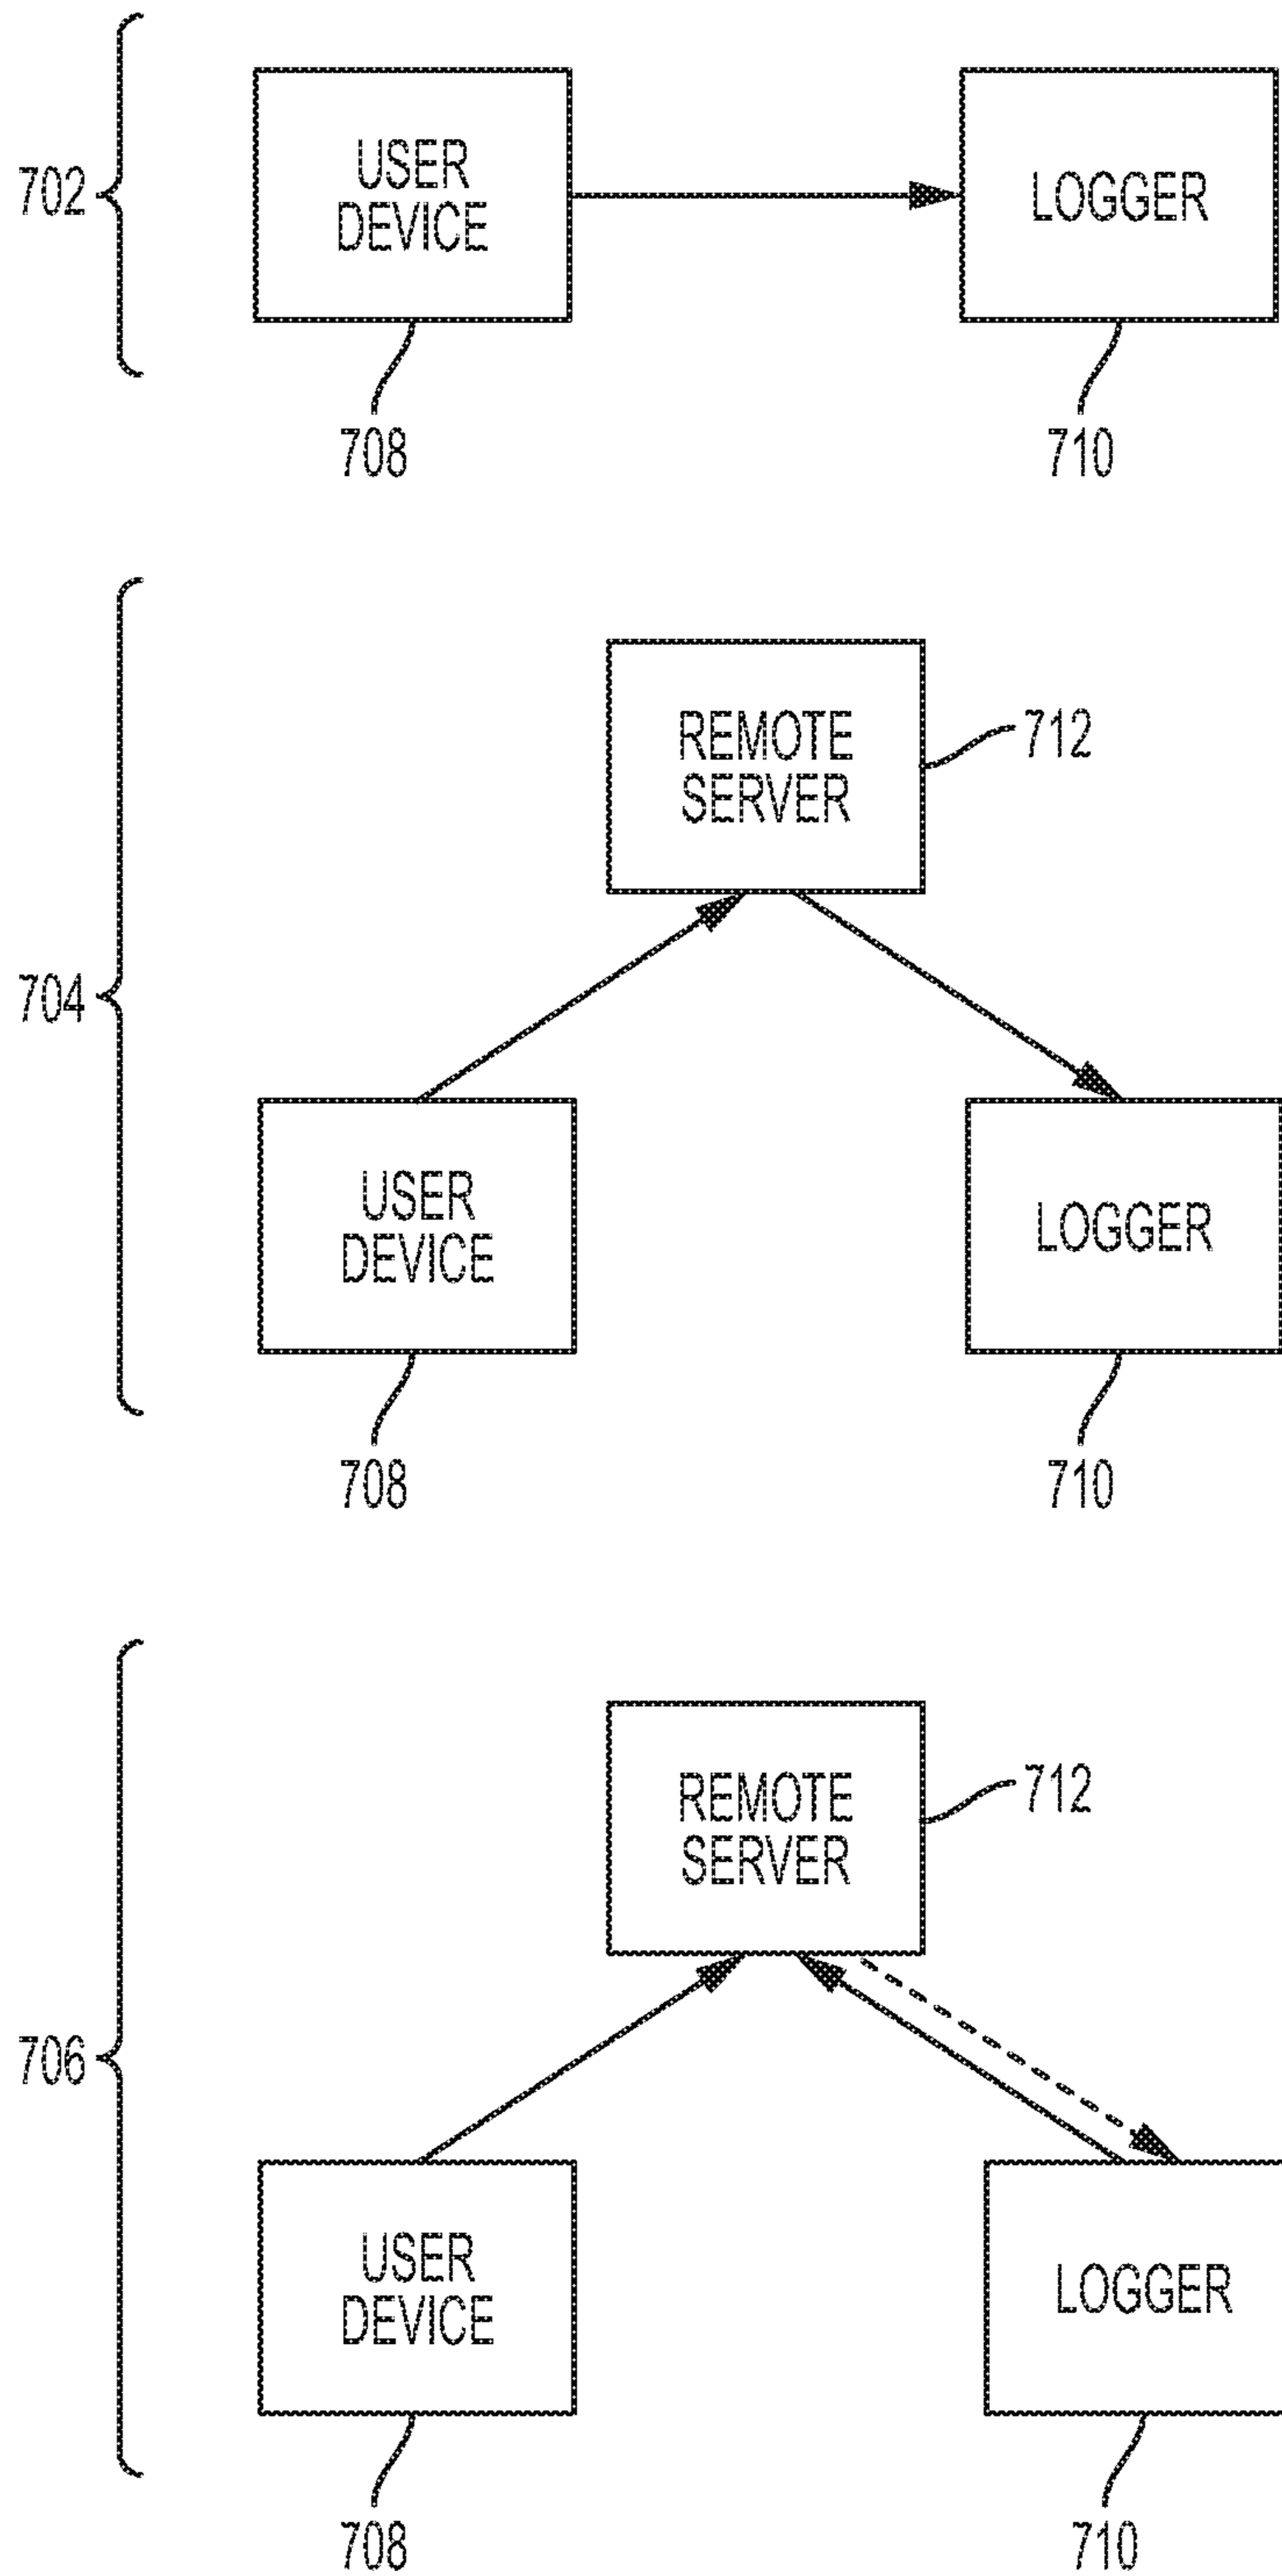 702
USER
DEVICE
LOGGER
708
710
REMOTE
SERVER
712
704
USER
DEVICE
LOGGER
708
710
REMOTE
SERVER
712
706
USER
DEVICE
LOGGER
708
710